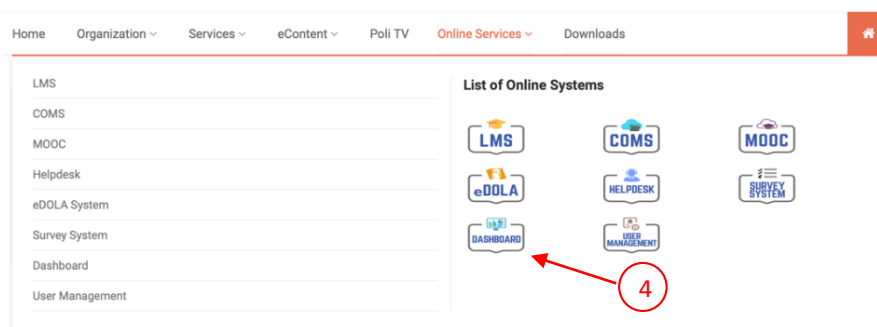 Home Organization Services eContent Poli TV Online Services Downloads
LMS
COMS
MOOC
Helpdesk
eDOLA System
Survey System
Dashboard
User Management
List of Online Systems
LMS COMS MOOC
eDOLA HELPDESK SURVEY SYSTEM
DASHBOARD USER MANAGEMENT
4